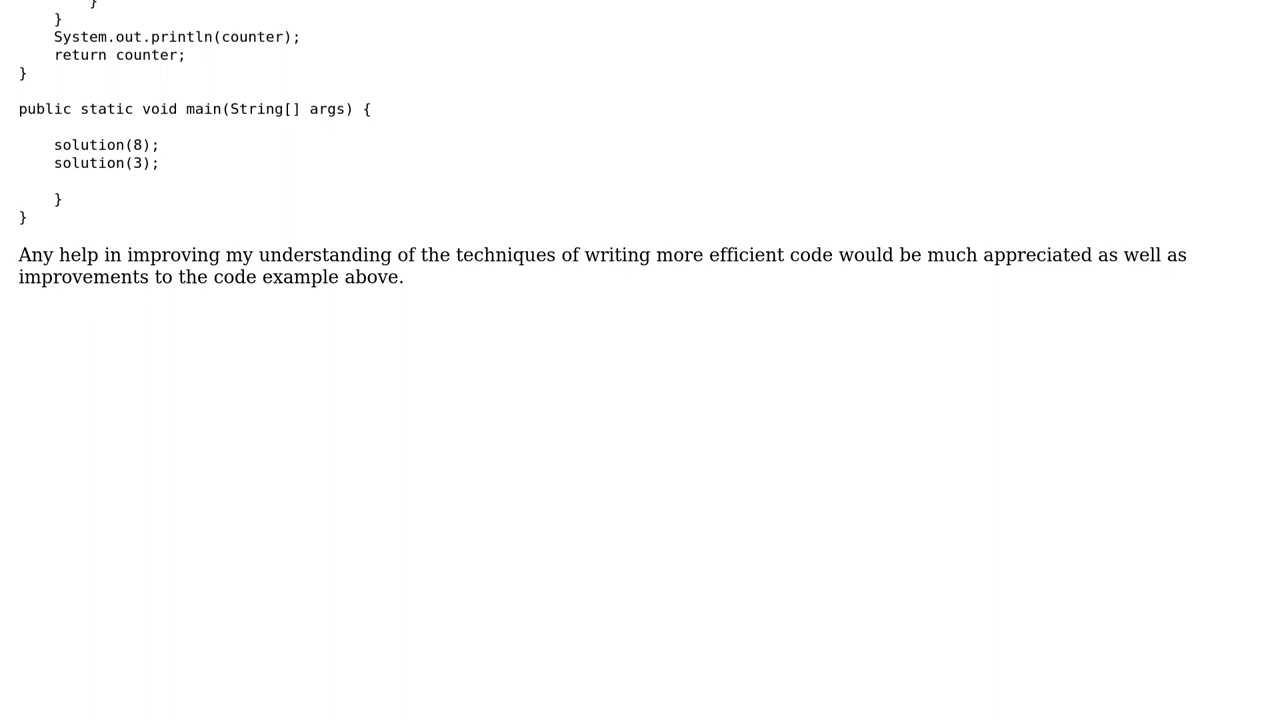 }
    }
    System.out.println(counter);
    return counter;
}

public static void main(String[] args) {

    solution(8);
    solution(3);

    }
}

Any help in improving my understanding of the techniques of writing more efficient code would be much appreciated as well as
improvements to the code example above.